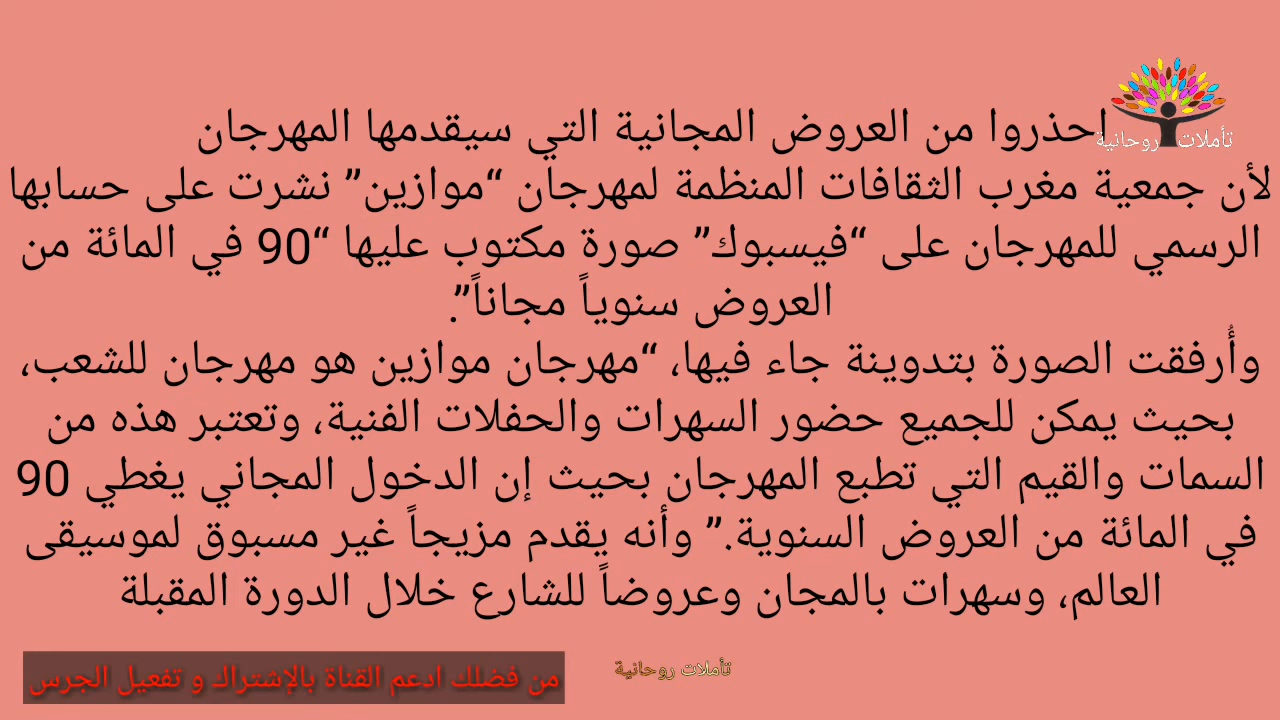 احذروا من العروض المجانية التي سيقدمها المهرجان
تأملات روحانية
لأن جمعية مغرب الثقافات المنظمة لمهرجان “موازين” نشرت على حسابها
الرسمي للمهرجان على “فيسبوك” صورة مكتوب عليها “90 في المائة من
العروض سنوياً مجاناً”.
وأُرفقت الصورة بتدوينة جاء فيها، “مهرجان موازين هو مهرجان للشعب،
بحيث يمكن للجميع حضور السهرات والحفلات الفنية، وتعتبر هذه من
السمات والقيم التي تطبع المهرجان بحيث إن الدخول المجاني يغطي 90
في المائة من العروض السنوية.” وأنه يقدم مزيجاً غير مسبوق لموسيقى
العالم، وسهرات بالمجان وعروضاً للشارع خلال الدورة المقبلة
تأملات روحانية
من فضلك ادعم القناة بالإشتراك و تفعيل الجرس